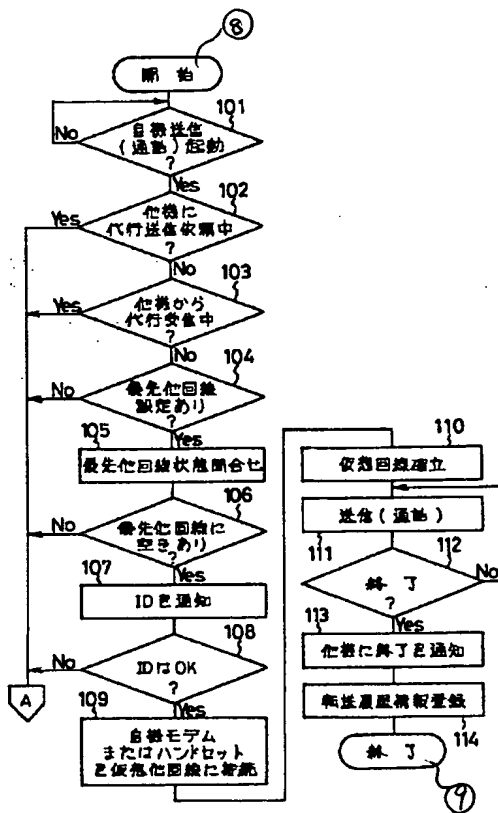 8
開始
101
自機送信
(通話)起動
?
No
Yes
102
他機に
代行送信依頼中
?
Yes
No
103
他機から
代行受信中
?
Yes
No
104
最先他回線
設定あり
?
No
Yes
105
最先他回線状態問合せ
106
最先他回線に
空きあり
?
No
Yes
107
IDを通知
108
IDはOK
?
No
Yes
A
109
自機モデム
またはハンドセット
を仮想他回線に接続
110
仮想回線確立
送信(通話)
111
112
終了
?
No
Yes
113
他機に終了を通知
転送履歴情報登録
114
終了
9